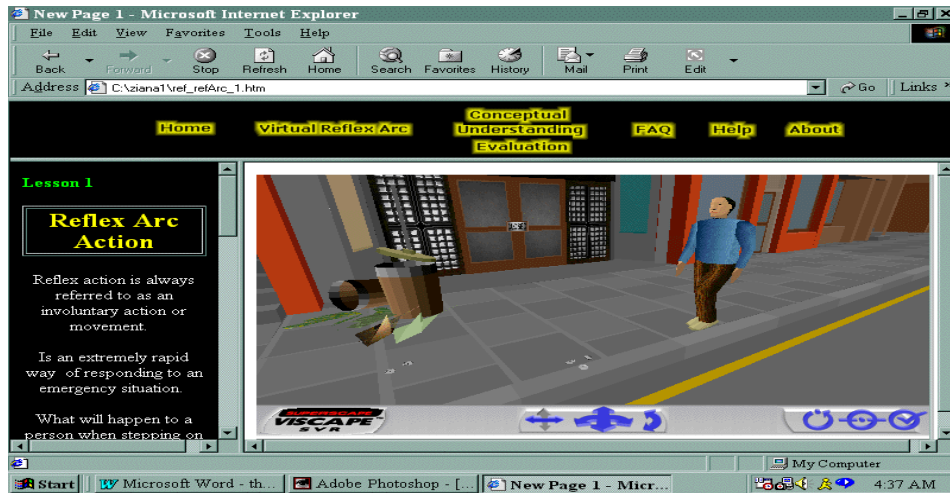 New Page 1 - Microsoft Internet Explorer
File Edit View Favorites Tools Help
Back Forward Stop Refresh Home Search Favorites History Mail Print Edit
Address C:\ziana1\ref_refArc_1.htm Go Links »
Home Virtual Reflex Arc Conceptual Understanding Evaluation FAQ Help About
Lesson 1
Reflex Arc
Action
Reflex action is always
referred to as an
involuntary action or
movement.
Is an extremely rapid
way of responding to an
emergency situation.
What will happen to a
person when stepping on
SUPERSCAPE
VISCAPE
SVR
My Computer
Start Microsoft Word - th... Adobe Photoshop - [... New Page 1 - Micr... 4:37 AM